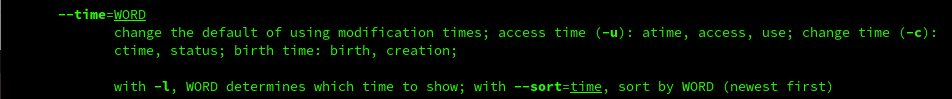 --time=WORD
change the default of using modification times; access time (-u): atime, access, use; change time (-c):
ctime, status; birth time: birth, creation;
with -l, WORD determines which time to show; with --sort=time, sort by WORD (newest first)